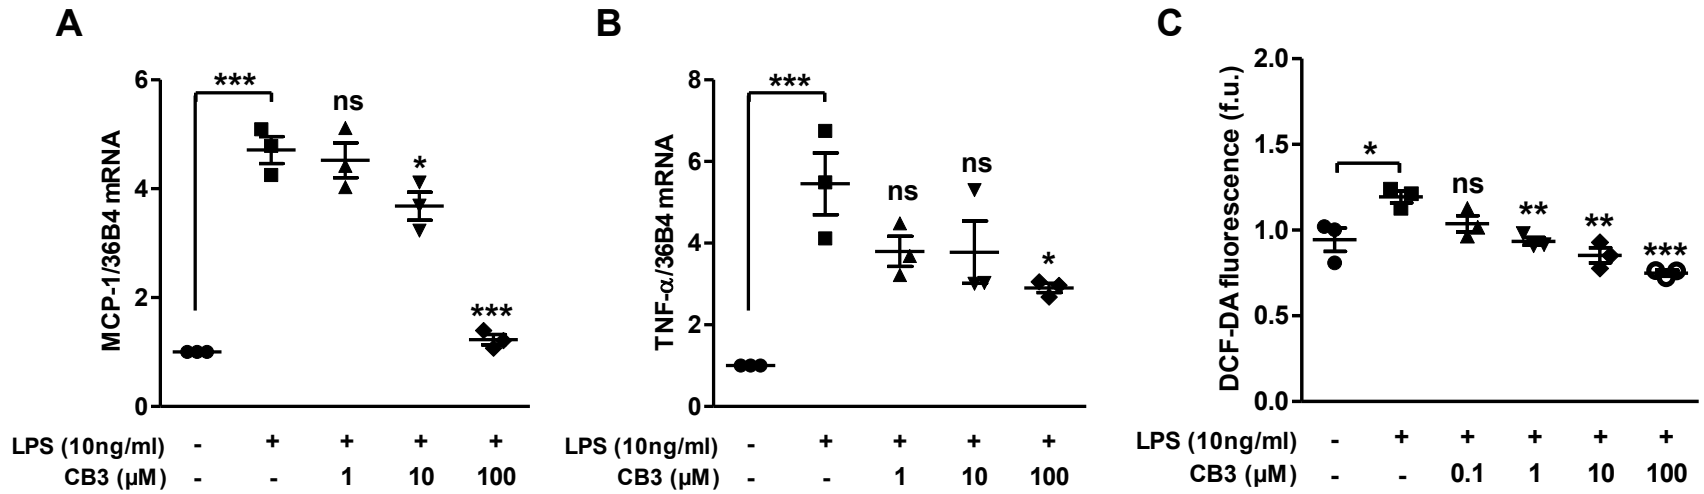 A
MCP-1/36B4 mRNA
6
4
2
0
***
ns
*
***
LPS (10ng/ml) - + + + +
CB3 (µM) - - 1 10 100
B
TNF-α/36B4 mRNA
8
6
4
2
0
***
ns
ns
*
LPS (10ng/ml) - + + + +
CB3 (µM) - - 1 10 100
C
DCF-DA fluorescence (f.u.)
2.0
1.5
1.0
0.5
0.0
*
ns
**
**
***
LPS (10ng/ml) - + + + + +
CB3 (µM) - - 0.1 1 10 100